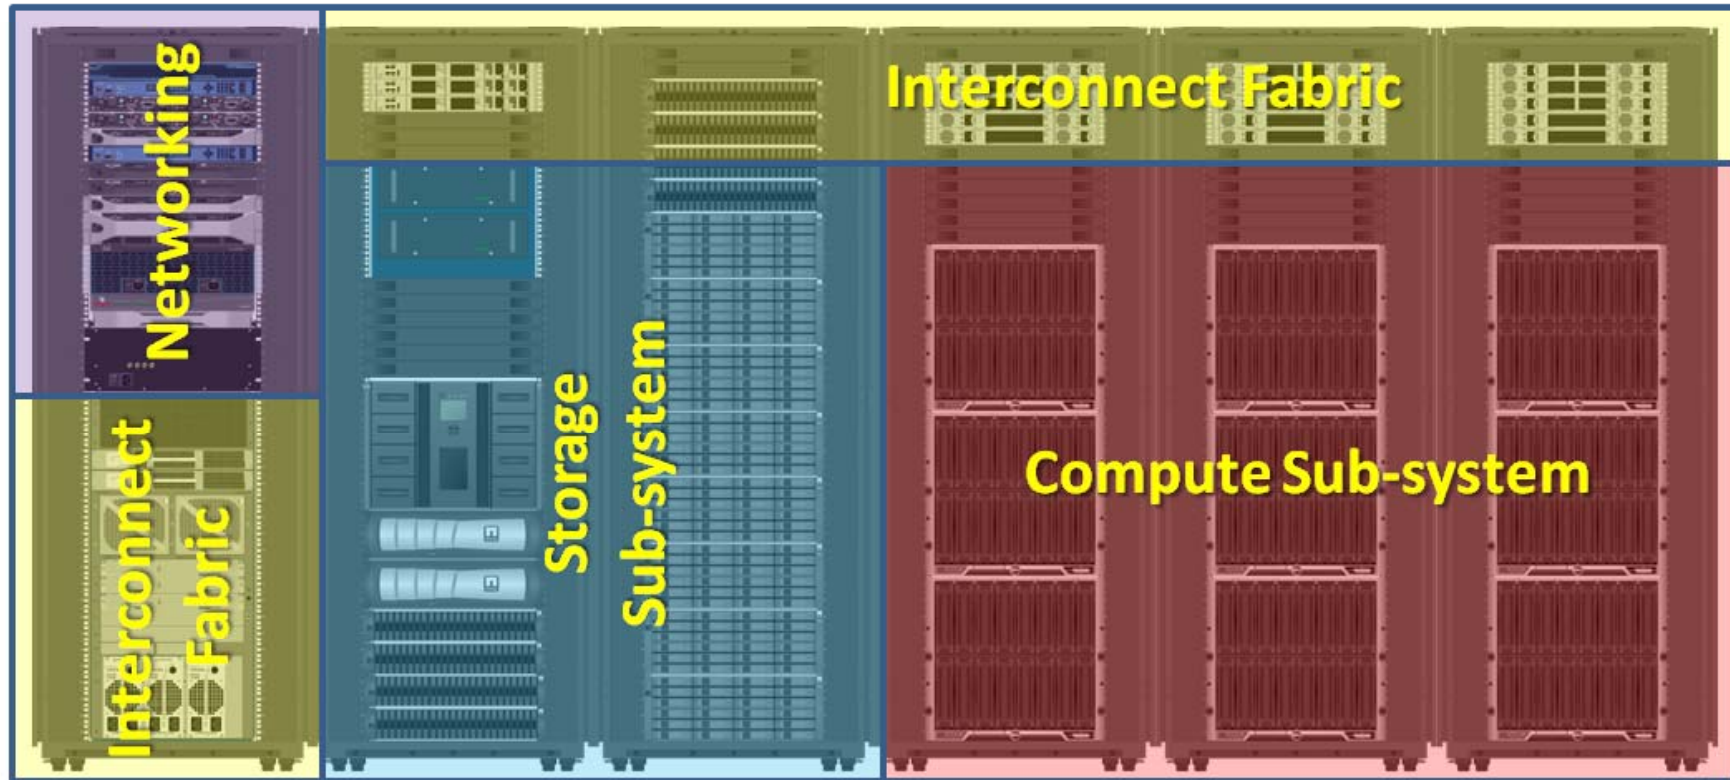 Networking
Interconnect Fabric
Interconnect
Fabric
Storage
Sub-system
Compute Sub-system